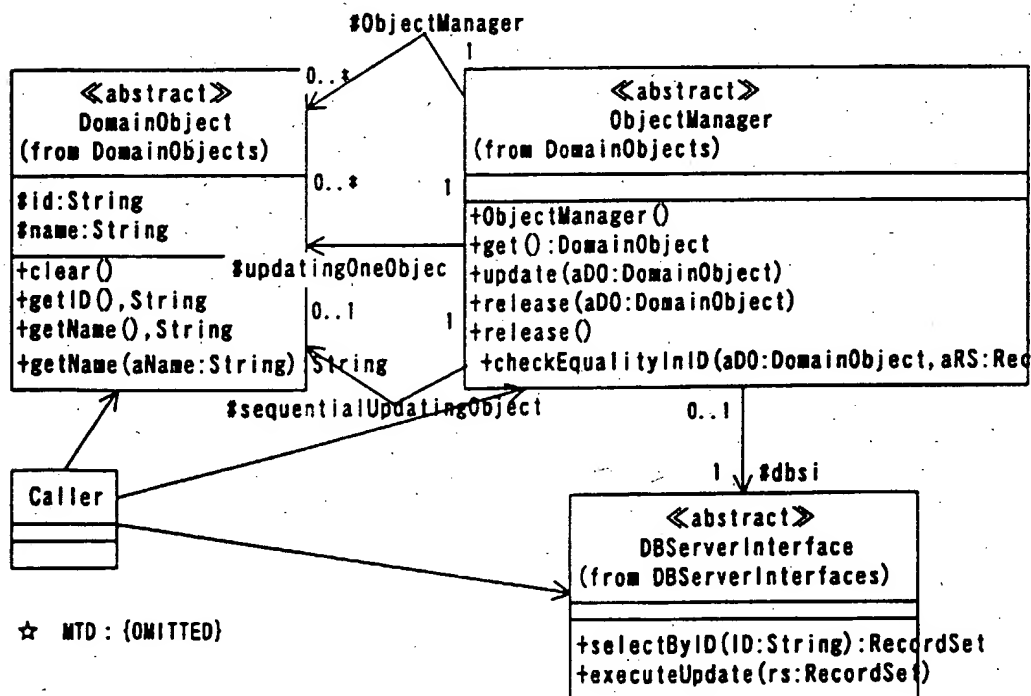 #ObjectManager
1
0..*
≪abstract≫
DomainObject
(from DomainObjects)
#id:String
#name:String
+clear()
+getID(),String
+getName(),String
+getName(aName:String) String
≪abstract≫
ObjectManager
(from DomainObjects)
+ObjectManager()
+get():DomainObject
+update(aDO:DomainObject)
+release(aDO:DomainObject)
+release()
+checkEqualityInID(aDO:DomainObject,aRS:Rec
0..*
1
#updatingOneObjec
0..1
1
#sequentialUpdatingObject
0..1
1 #dbsi
Caller
≪abstract≫
DBServerInterface
(from DBServerInterfaces)
+selectByID(ID:String):RecordSet
+executeUpdate(rs:RecordSet)
☆ MTD : {OMITTED}